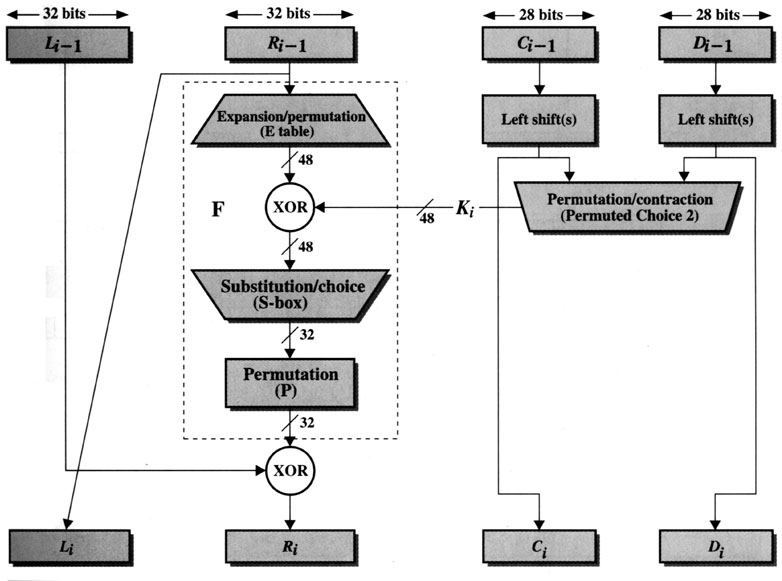 32 bits 32 bits 28 bits 28 bits
Li−1 Ri−1 Ci−1 Di−1
Expansion/permutation
(E table)
Left shift(s) Left shift(s)
48
F XOR 48 Ki
Permutation/contraction
(Permuted Choice 2)
48
Substitution/choice
(S-box)
32
Permutation
(P)
32
XOR
Li Ri Ci Di